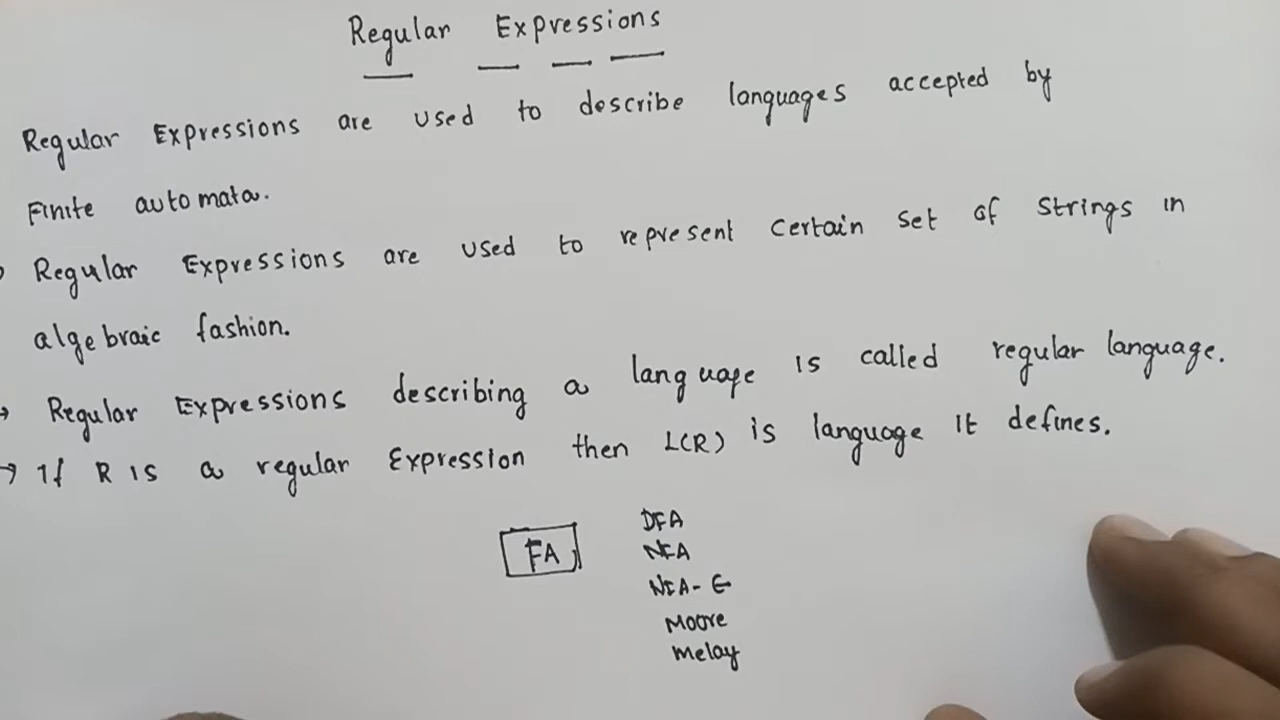 Regular Expressions
Regular Expressions are used to describe languages accepted by
Finite automata.
Regular Expressions are used to represent certain set of strings in
algebraic fashion.
→ Regular Expressions describing a language is called regular language.
→ If R is a regular Expression then L(R) is language it defines.
FA
DFA
NFA
NFA- ϵ
Moore
Melay